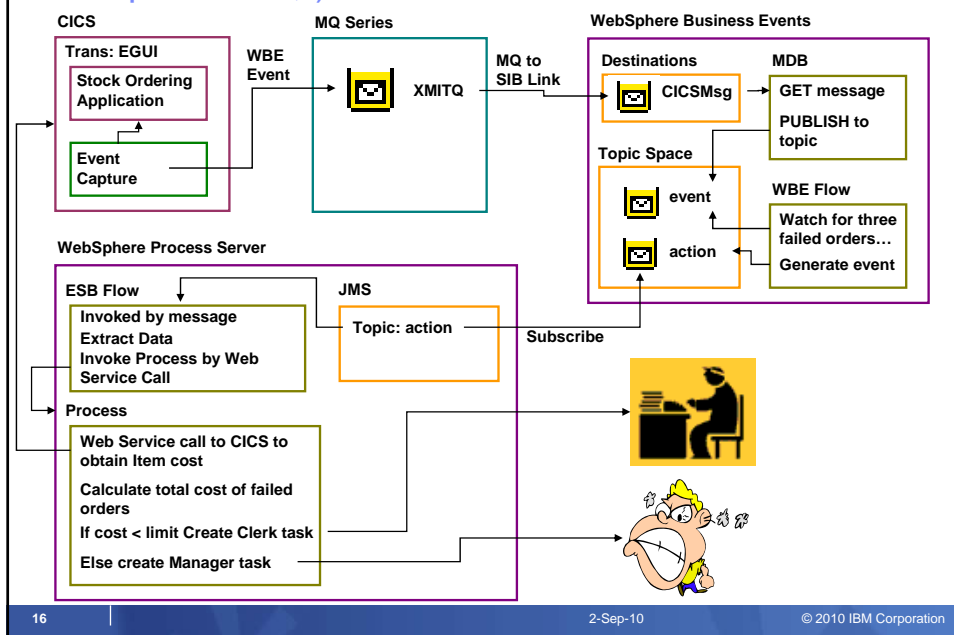 CICS
Trans: EGUI
Stock Ordering
Application
Event
Capture
WBE
Event
MQ Series
XMITQ
MQ to
SIB Link
WebSphere Business Events
Destinations
CICSMsg
MDB
GET message
PUBLISH to
topic
Topic Space
event
action
WBE Flow
Watch for three
failed orders…
Generate event
WebSphere Process Server
ESB Flow
Invoked by message
Extract Data
Invoke Process by Web
Service Call
JMS
Topic: action
Subscribe
Process
Web Service call to CICS to
obtain Item cost
Calculate total cost of failed
orders
If cost < limit Create Clerk task
Else create Manager task
16
2-Sep-10
© 2010 IBM Corporation